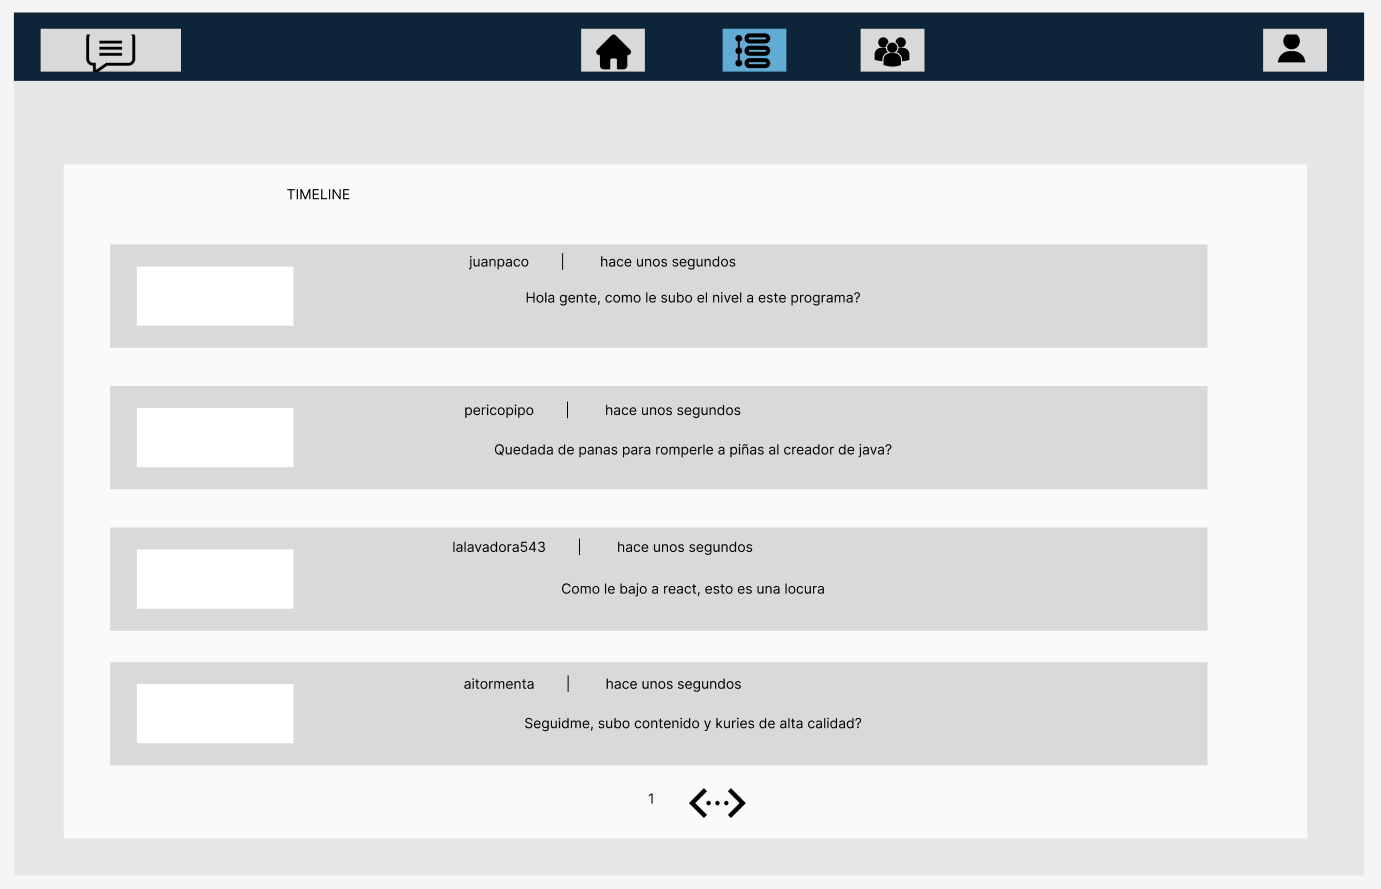 TIMELINE
juanpaco | hace unos segundos
Hola gente, como le subo el nivel a este programa?
pericopipo | hace unos segundos
Quedada de panas para romperle a piñas al creador de java?
lalavadora543 | hace unos segundos
Como le bajo a react, esto es una locura
aitormenta | hace unos segundos
Seguidme, subo contenido y kuries de alta calidad?
1